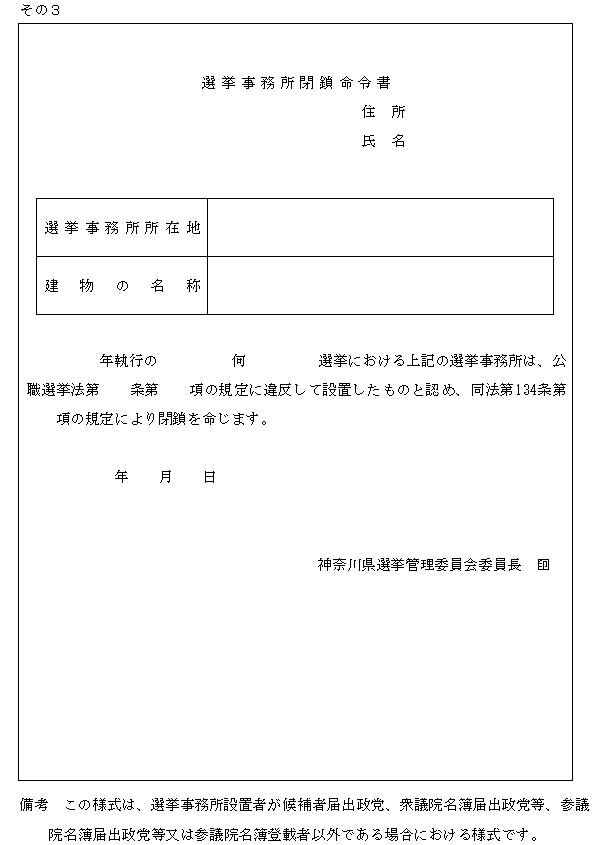 その３
選挙事務所閉鎖命令書
住　所
氏　名
選挙事務所所在地
建物の名称
年執行の　　　　　何　　　　　選挙における上記の選挙事務所は、公
職選挙法第　　条第　　項の規定に違反して設置したものと認め、同法第134条第
項の規定により閉鎖を命じます。
年　　月　　日
神奈川県選挙管理委員会委員長　印
備考　この様式は、選挙事務所設置者が候補者届出政党、衆議院名簿届出政党等、参議
院名簿届出政党等又は参議院名簿登載者以外である場合における様式です。